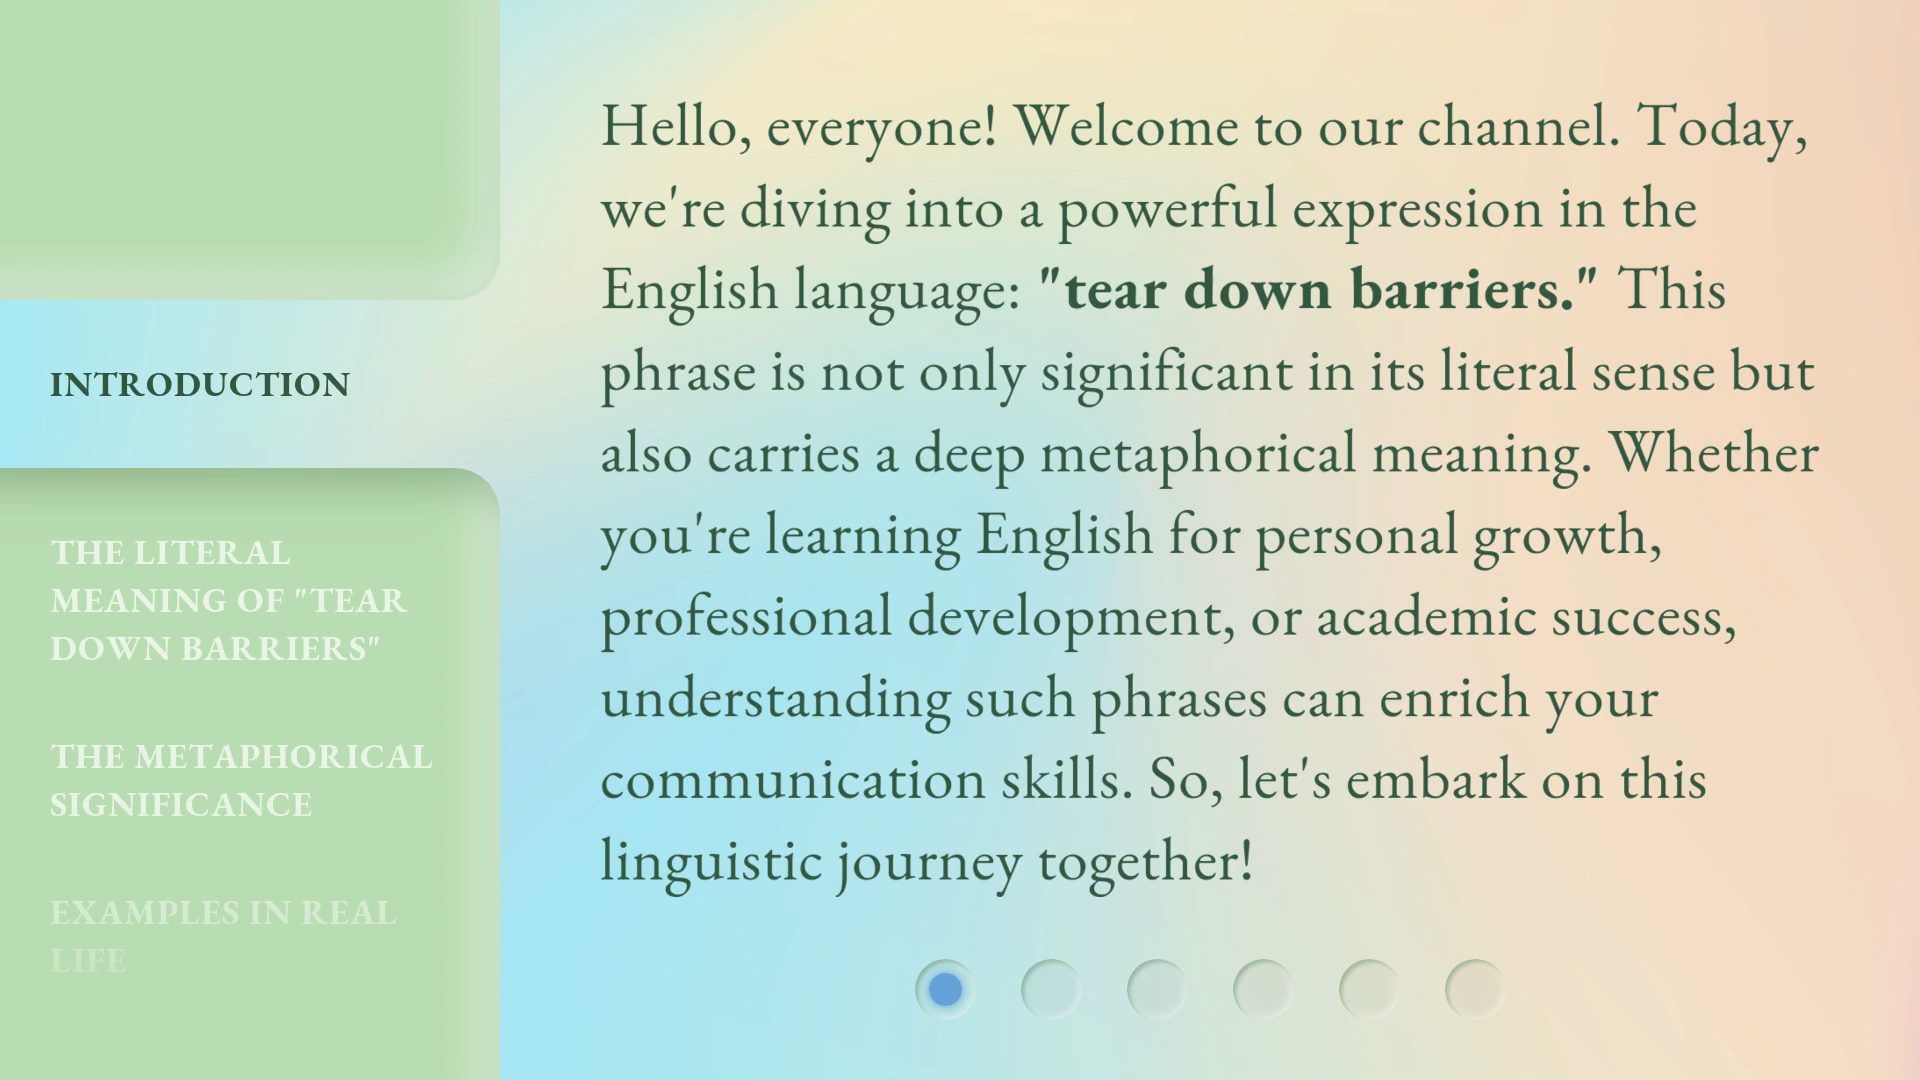 INTRODUCTION
THE LITERAL
MEANING OF "TEAR
DOWN BARRIERS"
THE METAPHORICAL
SIGNIFICANCE
EXAMPLES IN REAL
LIFE
Hello, everyone! Welcome to our channel. Today,
we're diving into a powerful expression in the
English language: "tear down barriers." This
phrase is not only significant in its literal sense but
also carries a deep metaphorical meaning. Whether
you're learning English for personal growth,
professional development, or academic success,
understanding such phrases can enrich your
communication skills. So, let's embark on this
linguistic journey together!